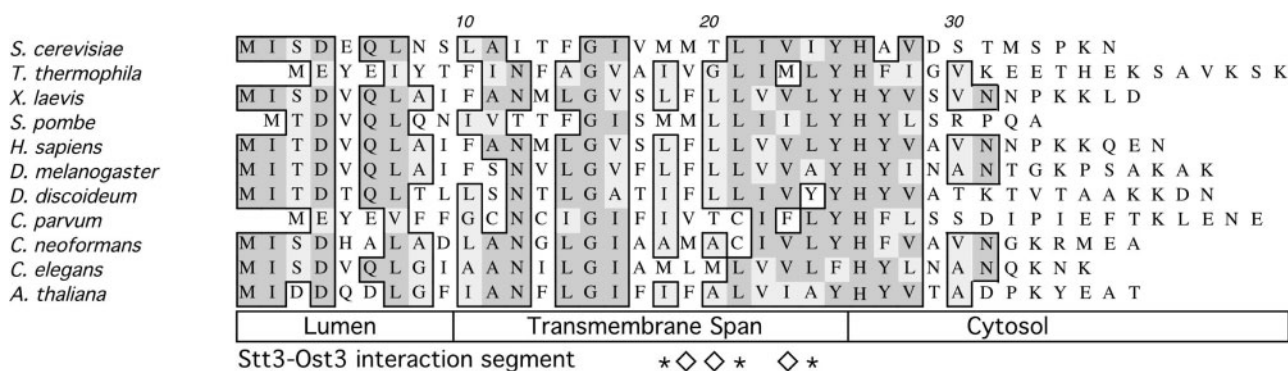 10 20 30
S. cerevisiae M I S D E Q L N S L A I T F G I V M M T L I V I Y H A V D S T M S P K N
T. thermophila M E Y E I Y T F I N F A G V A I V G L I M L Y H F I G V K E E T H E K S A V K S K
X. laevis M I S D V Q L A I F A N M L G V S L F L L V V L Y H Y V S V N N P K K L D
S. pombe M T D V Q L Q N I V T T F G I S M M L L I I L Y H Y L S R P Q A
H. sapiens M I T D V Q L A I F A N M L G V S L F L L V V L Y H Y V A V N N P K K Q E N
D. melanogaster M I T D V Q L A I F S N V L G V F L F L L V V A Y H Y I N A N T G K P S A K A K
D. discoideum M I T D T Q L T L L S N T L G A T I F L L I V Y Y H Y V A T K T V T A A K K D N
C. parvum M E Y E V F F G C N C I G I F I V T C I F L Y H F L S S D I P I E F T K L E N E
C. neoformans M I S D H A L A D L A N G L G I A A M A C I V L Y H F V A V N G K R M E A
C. elegans M I S D V Q L G I A A N I L G I A M L M L V V L F H Y L N A N Q K N K
A. thaliana M I D D Q D L G F I A N F L G I F I F A L V I A Y H Y V T A D P K Y E A T
Lumen Transmembrane Span Cytosol
Stt3-Ost3 interaction segment * ◇ ◇ * ◇ *